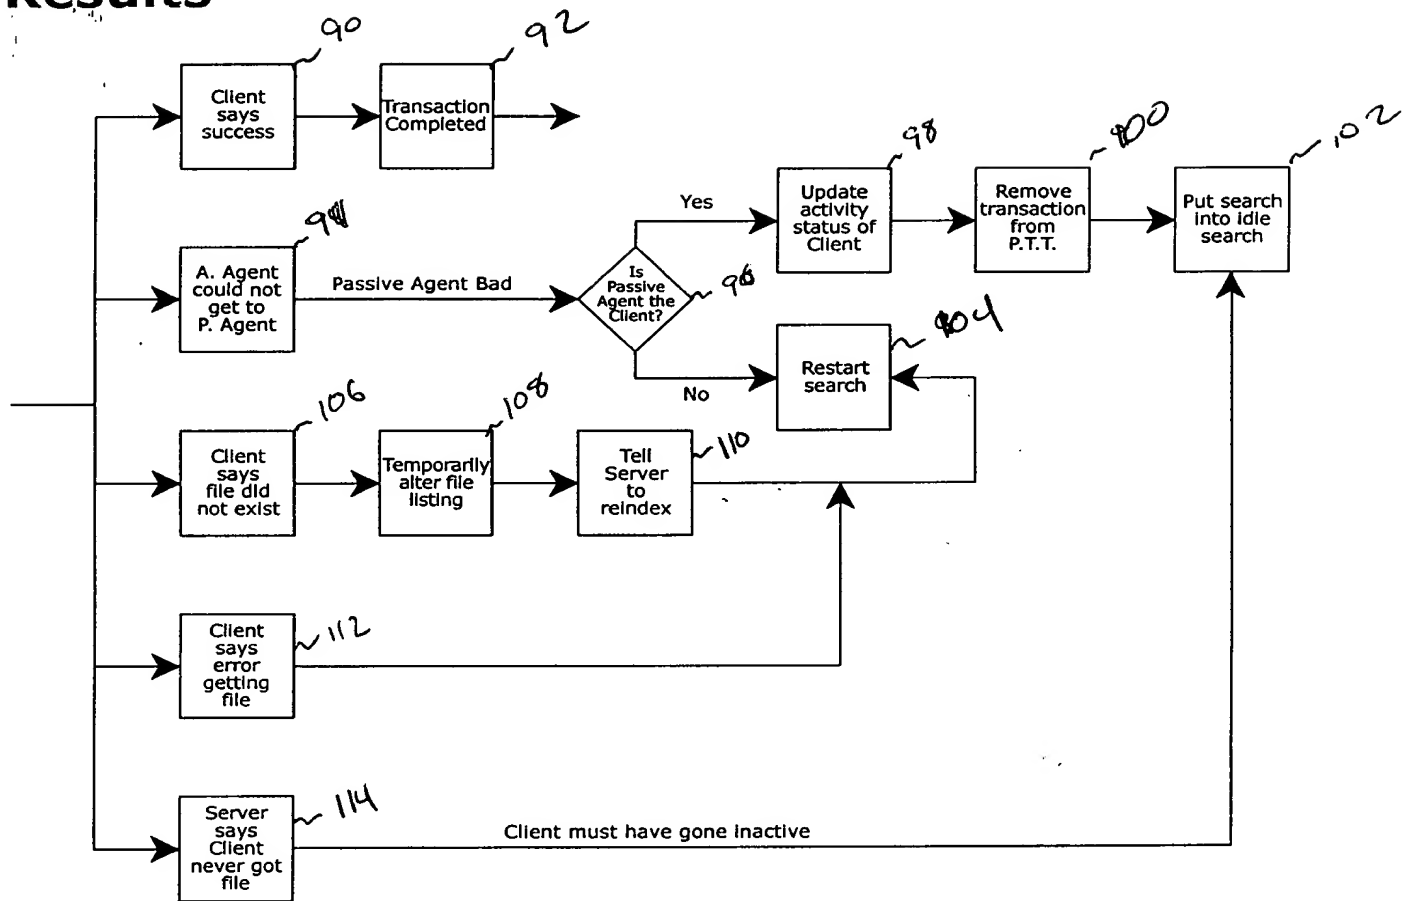 Results
90
92
Client
says
success
Transaction
Completed
98
100
102
94
Yes
Update
activity
status of
Client
Remove
transaction
from
P.T.T.
Put search
into idle
search
A. Agent
could not
get to
P. Agent
Passive Agent Bad
Is
Passive
Agent the
Client?
96
104
Restart
search
No
106
108
110
Client
says
file did
not exist
Temporarily
alter file
listing
Tell
Server
to
reindex
112
Client
says
error
getting
file
114
Server
says
Client
never got
file
Client must have gone inactive